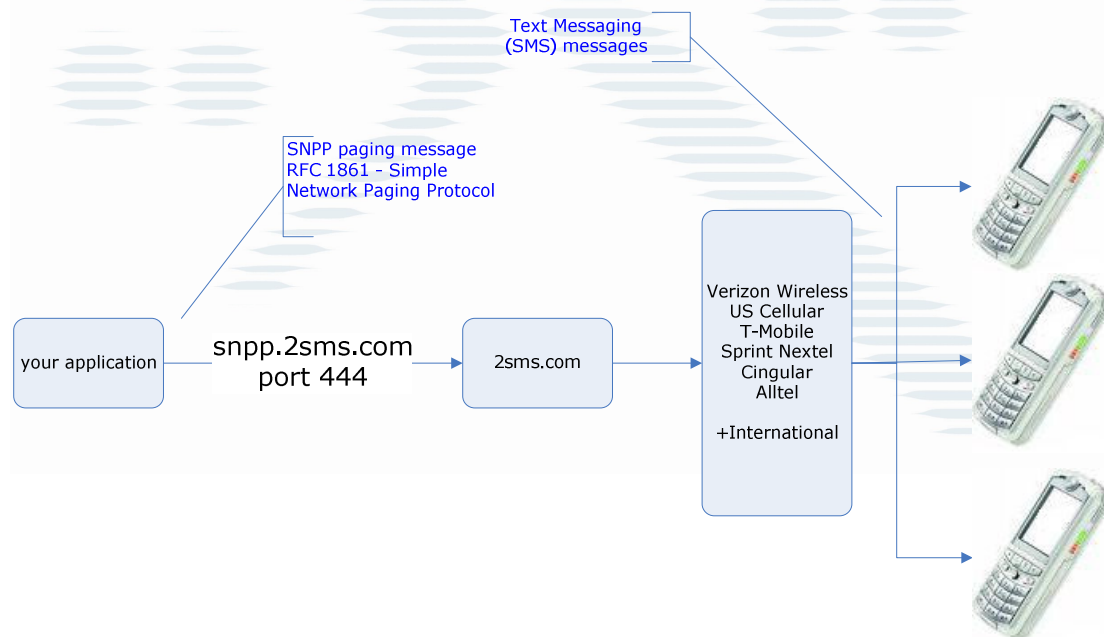 Text Messaging
(SMS) messages
SNPP paging message
RFC 1861 - Simple
Network Paging Protocol
your application
snpp.2sms.com
port 444
2sms.com
Verizon Wireless
US Cellular
T-Mobile
Sprint Nextel
Cingular
Alltel
+International